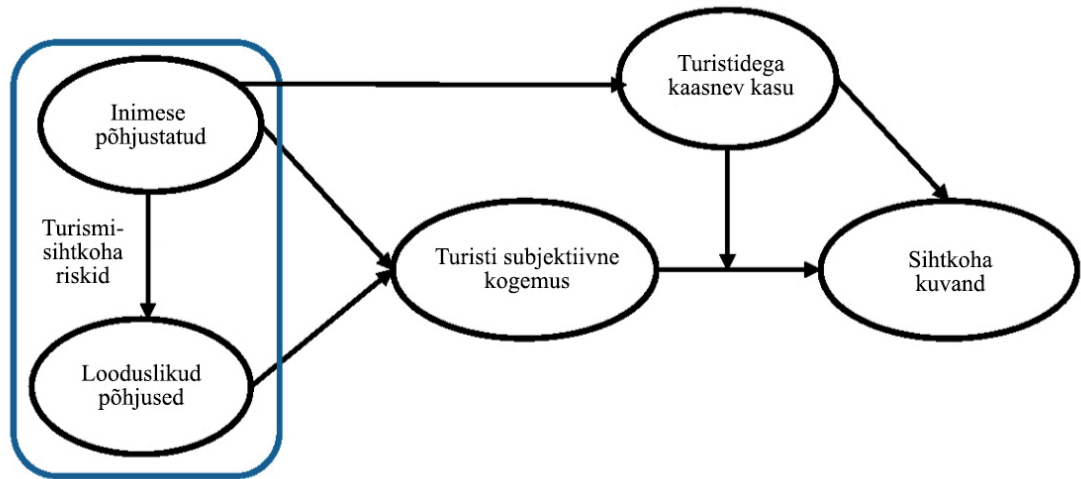 Inimese
põhjustatud
Turismi-
sihtkoha
riskid
Looduslikud
põhjused
Turisti subjektiivne
kogemus
Turistidega
kaasnev kasu
Sihtkoha
kuvand